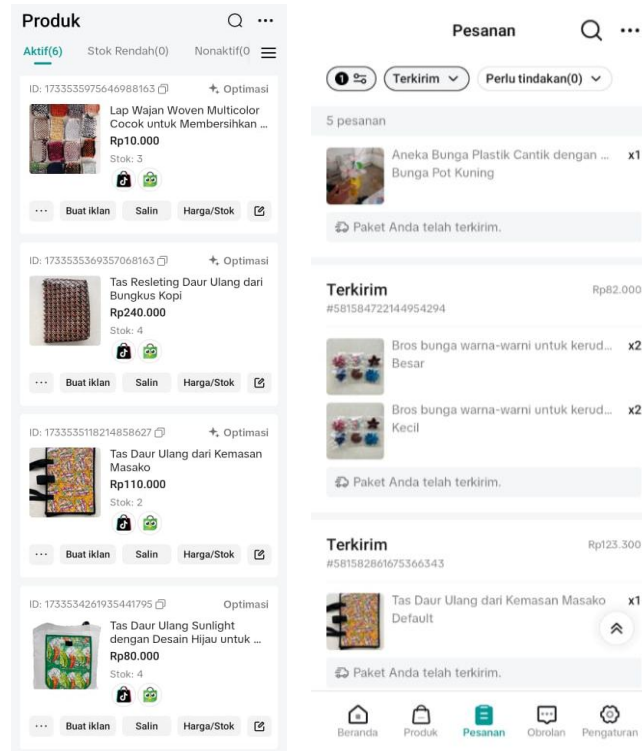 Produk
Aktif(6) Stok Rendah(0) Nonaktif(0
ID: 1733535975646988163 Optimasi
Lap Wajan Woven Multicolor
Cocok untuk Membersihkan ...
Rp10.000
Stok: 3
... Buat iklan Salin Harga/Stok
ID: 1733535369357068163 Optimasi
Tas Resleting Daur Ulang dari
Bungkus Kopi
Rp240.000
Stok: 4
... Buat iklan Salin Harga/Stok
ID: 1733535118214858627 Optimasi
Tas Daur Ulang dari Kemasan
Masako
Rp110.000
Stok: 2
... Buat iklan Salin Harga/Stok
ID: 1733534261935441795 Optimasi
Tas Daur Ulang Sunlight
dengan Desain Hijau untuk ...
Rp80.000
Stok: 4
... Buat iklan Salin Harga/Stok
Pesanan
1 Terkirim Perlu tindakan(0)
5 pesanan
Aneka Bunga Plastik Cantik dengan ... x1
Bunga Pot Kuning
Paket Anda telah terkirim.
Terkirim Rp82.000
#581584722144954294
Bros bunga warna-warni untuk kerud... x2
Besar
Bros bunga warna-warni untuk kerud... x2
Kecil
Paket Anda telah terkirim.
Terkirim Rp123.300
#581582861675366343
Tas Daur Ulang dari Kemasan Masako x1
Default
Paket Anda telah terkirim.
Beranda Produk Pesanan Obrolan Pengaturan